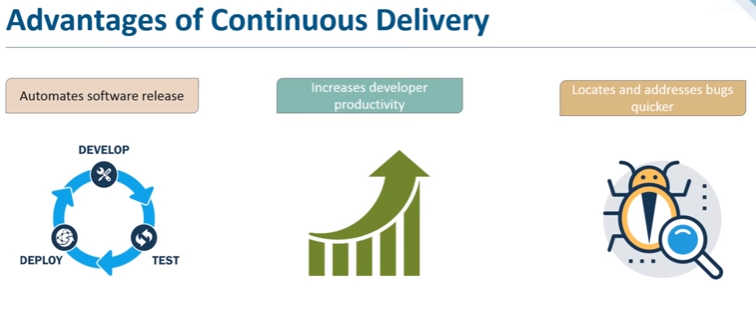 Advantages of Continuous Delivery
Automates software release
Increases developer
productivity
Locates and addresses bugs
quicker
DEVELOP
DEPLOY
TEST